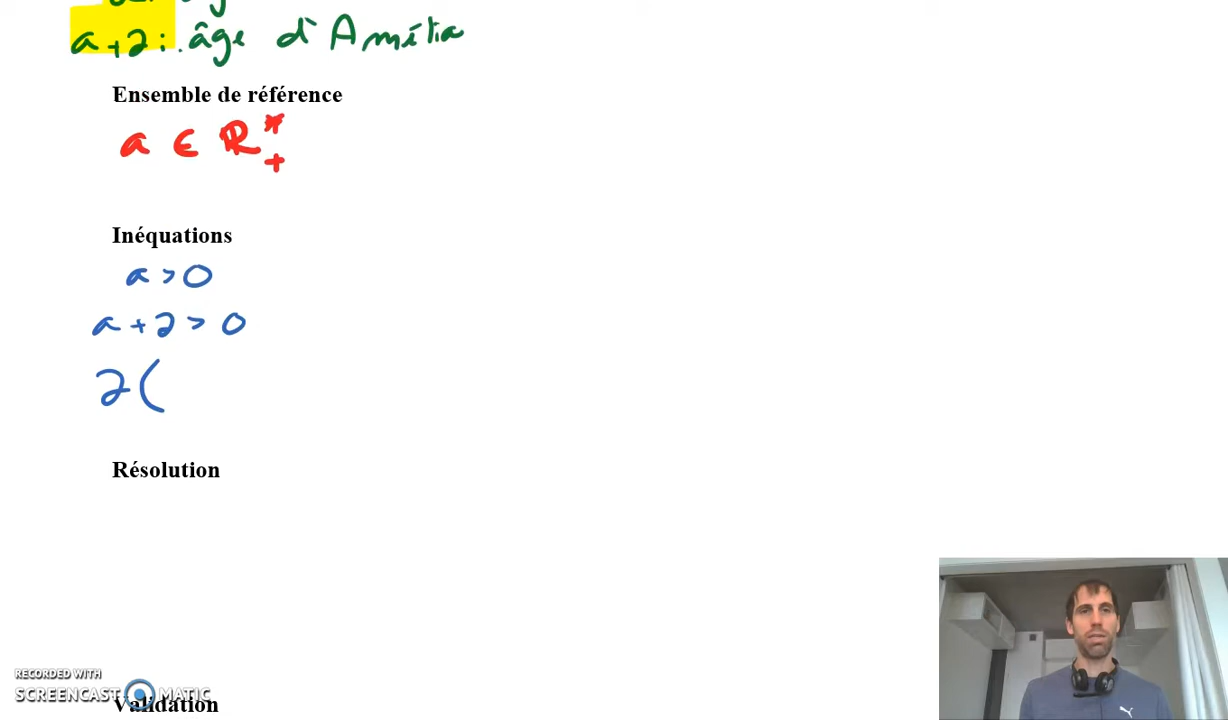 a+2: âge d'Amélia
Ensemble de référence
a ∈ ℝ*+
Inéquations
a > 0
a + 2 > 0
2(
Résolution
RECORDED WITH
SCREENCAST MATIC
Validation